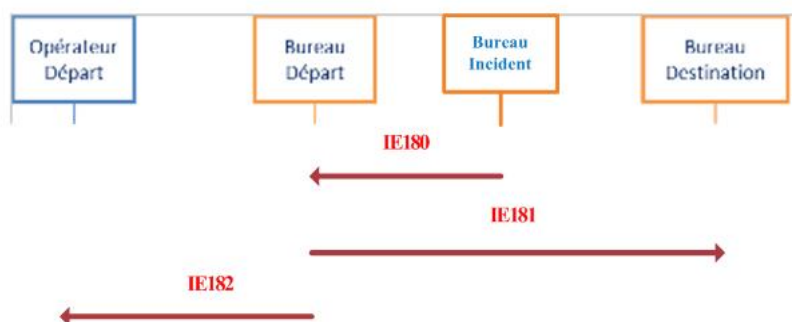 Opérateur
Départ
Bureau
Départ
Bureau
Incident
Bureau
Destination
IE180
IE181
IE182